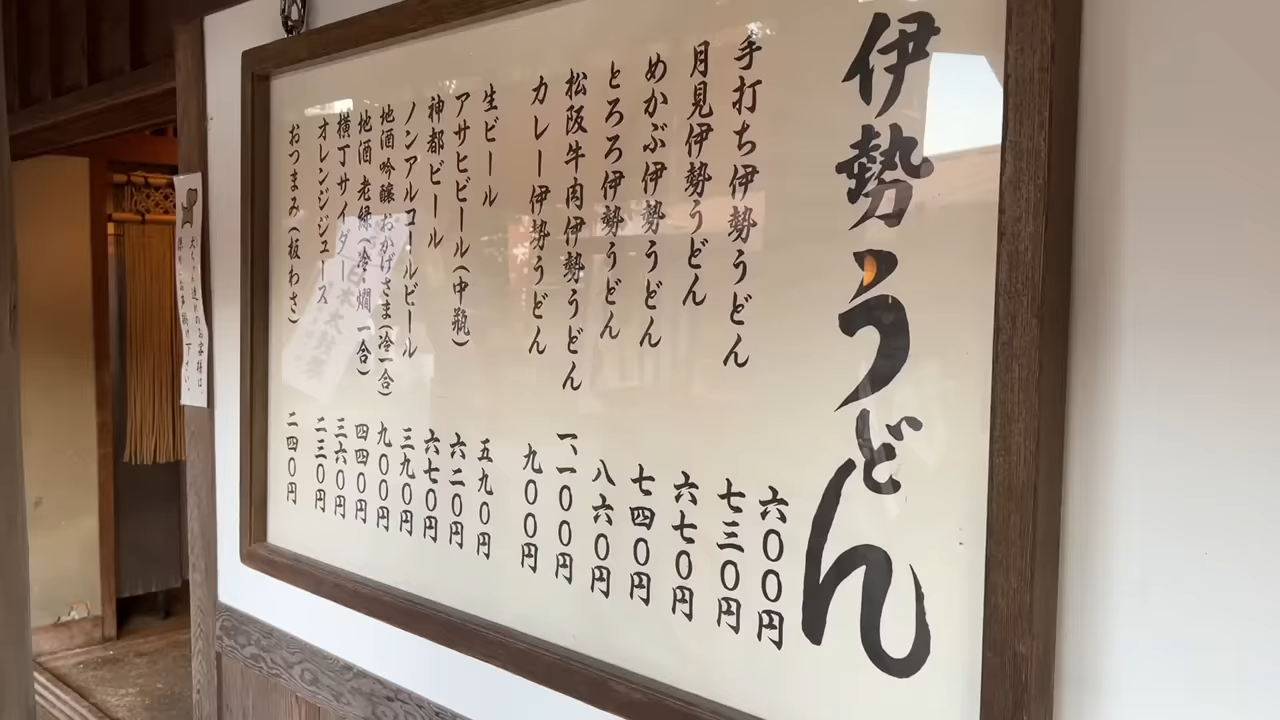 伊勢うどん 六〇〇円
手打ち伊勢うどん 七三〇円
月見伊勢うどん 六七〇円
めかぶ伊勢うどん 七四〇円
とろろ伊勢うどん 八六〇円
松阪牛肉伊勢うどん 一、一〇〇円
カレー伊勢うどん 九〇〇円
生ビール 五九〇円
アサヒビール(中瓶) 六二〇円
神都ビール 六七〇円
ノンアルコールビール 三九〇円
地酒吟醸おかげさま(冷一合) 九〇〇円
地酒 老緑(冷・燗一合) 四四〇円
横丁サイダー 三六〇円
オレンジジュース 二三〇円
おつまみ(板わさ) 二四〇円
お客様は、
下さい。